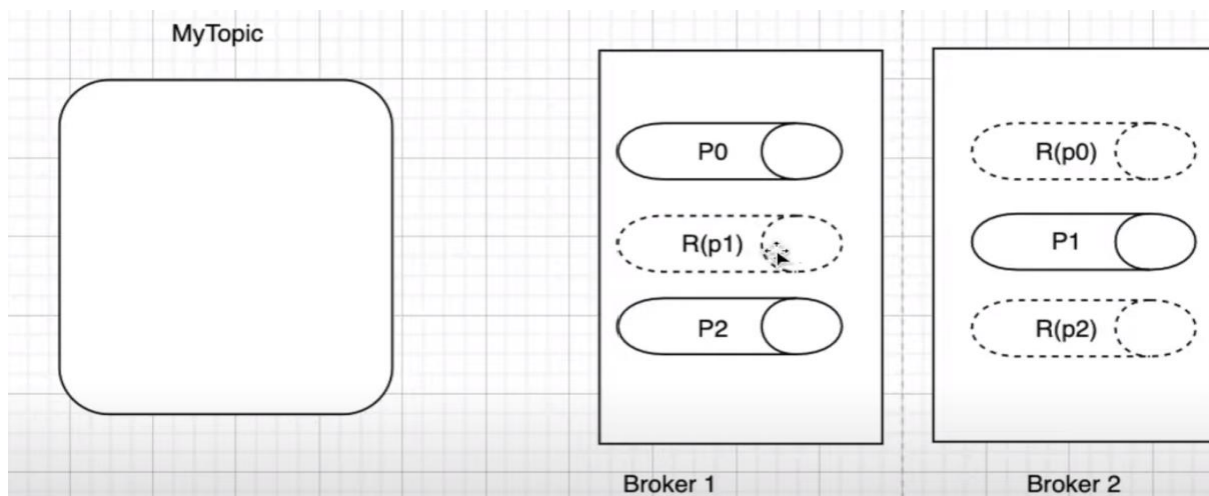 MyTopic
P0
R(p1)
P2
Broker 1
R(p0)
P1
R(p2)
Broker 2